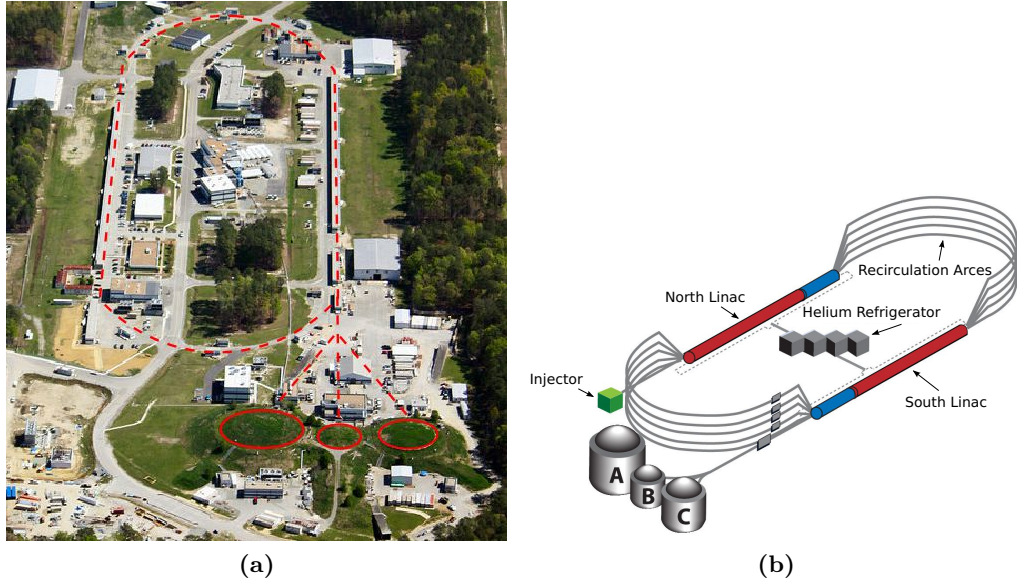 North Linac
Recirculation Arces
Helium Refrigerator
Injector
South Linac
A
B
C
(a)
(b)